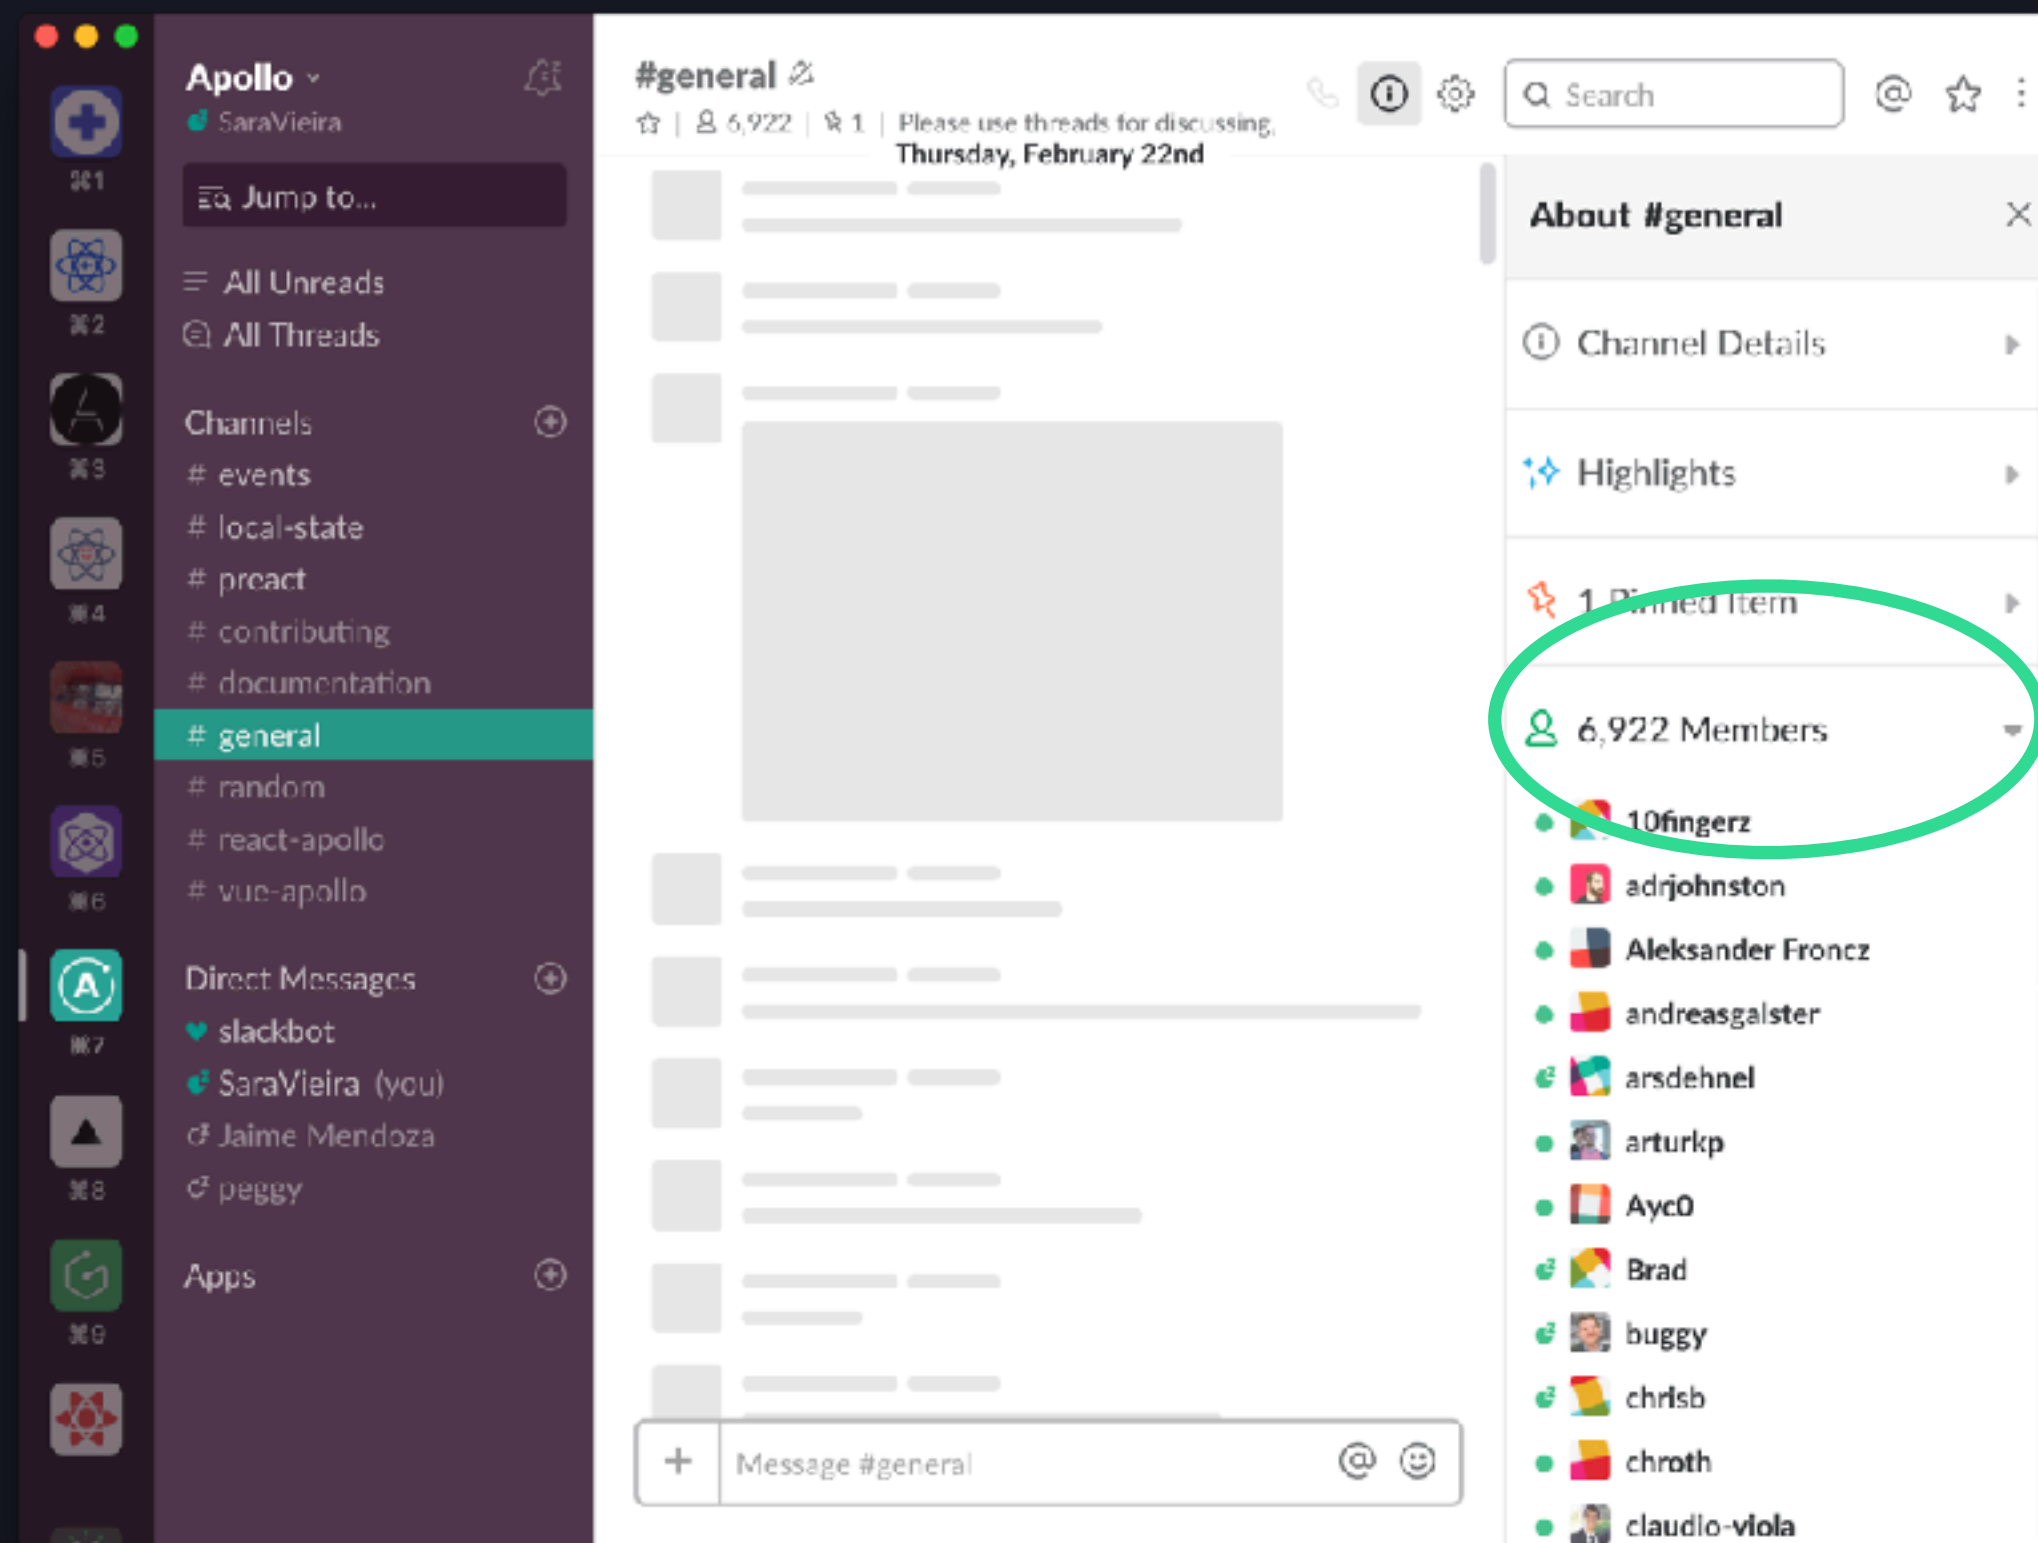 ⌘1
⌘2
⌘3
⌘4
⌘5
⌘6
⌘7
⌘8
⌘9
Apollo
SaraVieira
Jump to...
All Unreads
All Threads
Channels
# events
# local-state
# preact
# contributing
# documentation
# general
# random
# react-apollo
# vue-apollo
Direct Messages
slackbot
SaraVieira (you)
Jaime Mendoza
peggy
Apps
#general
6,922 | 1 | Please use threads for discussing,
Search
Thursday, February 22nd
Message #general
About #general
Channel Details
Highlights
1 Pinned Item
6,922 Members
10fingerz
adrjohnston
Aleksander Froncz
andreasgalster
arsdehnel
arturkp
Ayc0
Brad
buggy
chrisb
chroth
claudio-viola